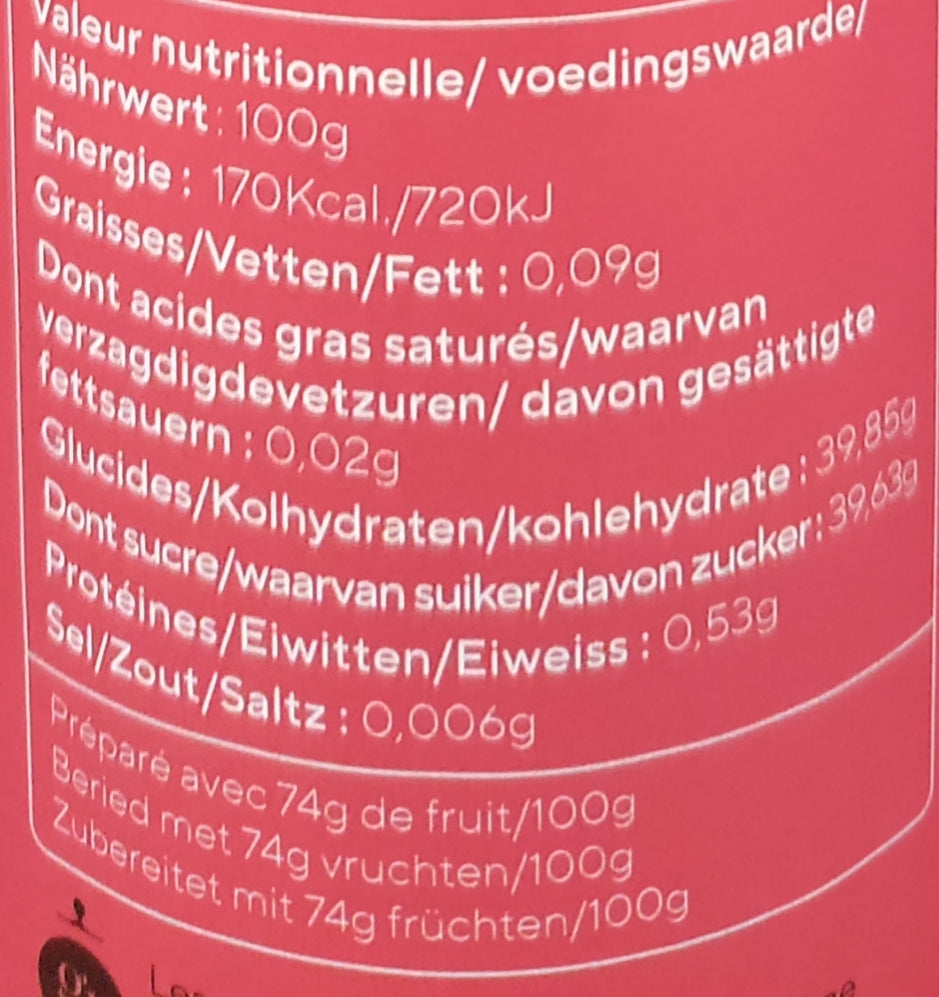 Valeur nutritionnelle/ voedingswaarde/
Nährwert : 100g
Energie : 170Kcal./720kJ
Graisses/Vetten/Fett : 0,09g
Dont acides gras saturés/waarvan
verzagdigdevetzuren/ davon gesättigte
fettsauern : 0,02g
Glucides/Kolhydraten/kohlehydrate : 39,85g
Dont sucre/waarvan suiker/davon zucker: 39,63g
Protéines/Eiwitten/Eiweiss : 0,53g
Sel/Zout/Saltz : 0,006g
Préparé avec 74g de fruit/100g
Beried met 74g vruchten/100g
Zubereitet mit 74g früchten/100g